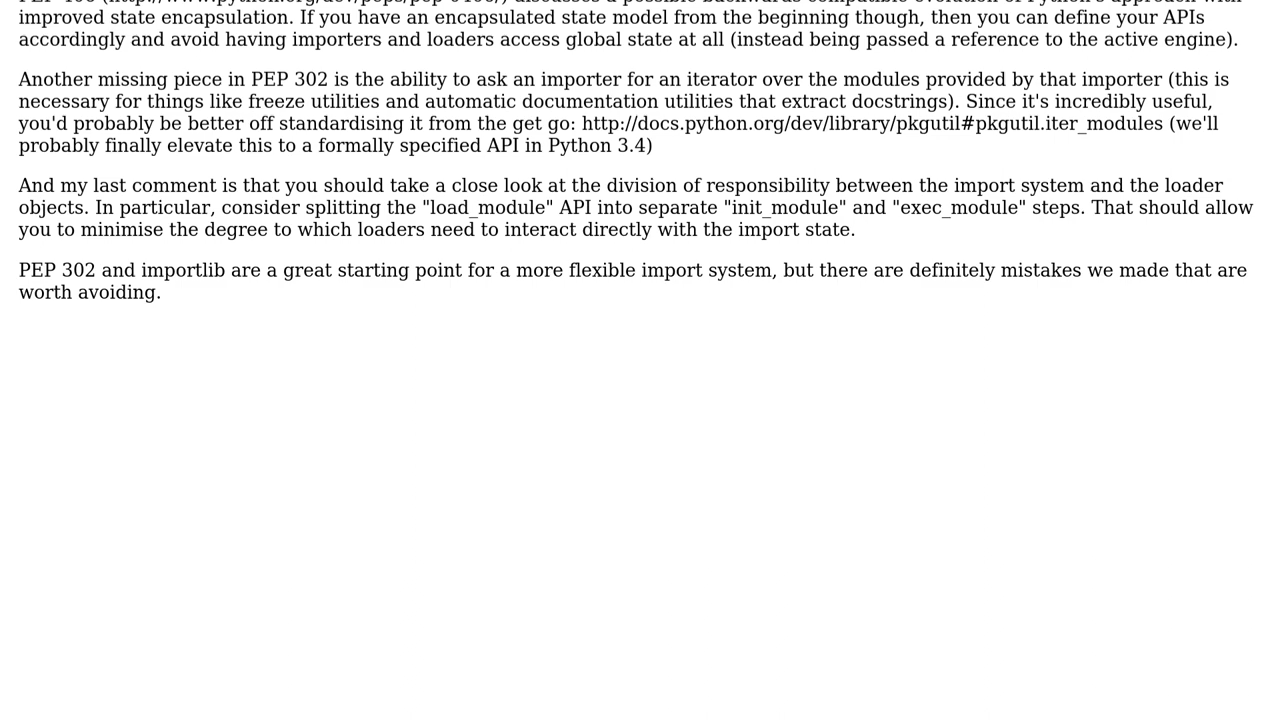 improved state encapsulation. If you have an encapsulated state model from the beginning though, then you can define your APIs
accordingly and avoid having importers and loaders access global state at all (instead being passed a reference to the active engine).
Another missing piece in PEP 302 is the ability to ask an importer for an iterator over the modules provided by that importer (this is
necessary for things like freeze utilities and automatic documentation utilities that extract docstrings). Since it's incredibly useful,
you'd probably be better off standardising it from the get go: http://docs.python.org/dev/library/pkgutil#pkgutil.iter_modules (we'll
probably finally elevate this to a formally specified API in Python 3.4)
And my last comment is that you should take a close look at the division of responsibility between the import system and the loader
objects. In particular, consider splitting the "load_module" API into separate "init_module" and "exec_module" steps. That should allow
you to minimise the degree to which loaders need to interact directly with the import state.
PEP 302 and importlib are a great starting point for a more flexible import system, but there are definitely mistakes we made that are
worth avoiding.